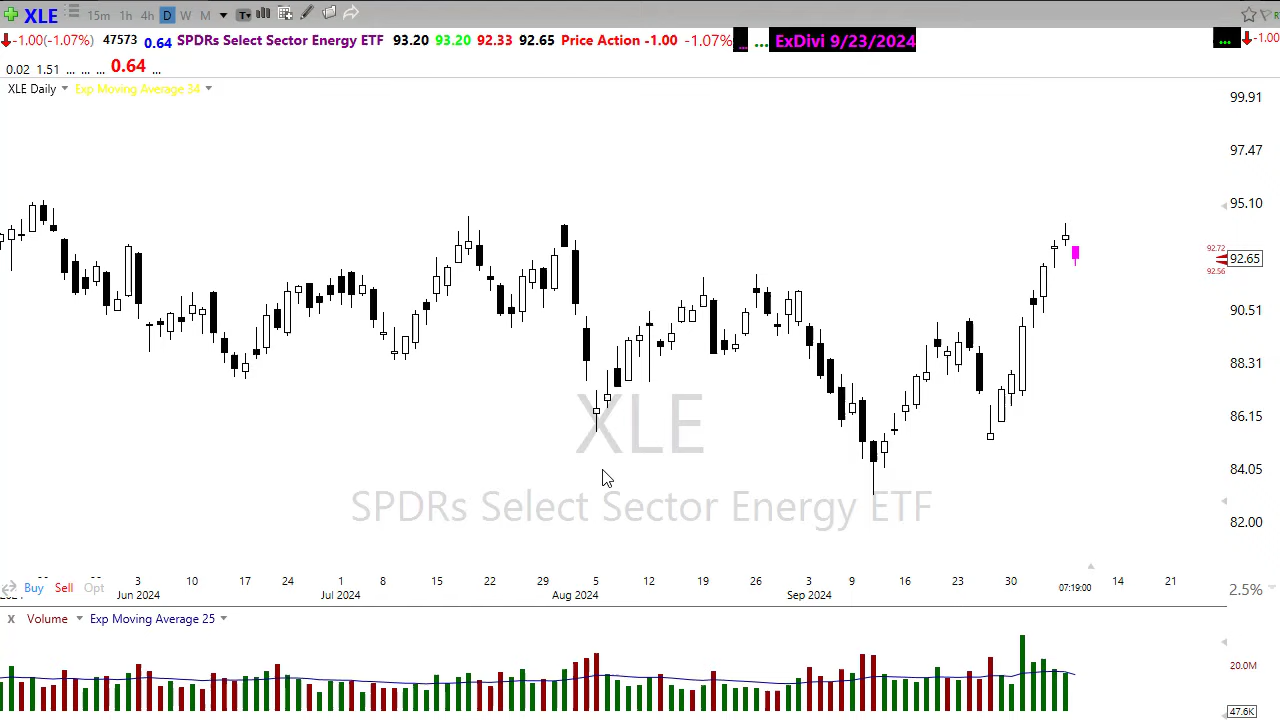 XLE 15m 1h 4h D W M T
-1.00(-1.07%) 47573 0.64 SPDRs Select Sector Energy ETF 93.20 93.20 92.33 92.65 Price Action -1.00 -1.07% ... ... ExDivi 9/23/2024 ... -1.00
0.02 1.51 ... ... ... 0.64 ...
XLE Daily Exp Moving Average 34
99.91
97.47
95.10
92.72
92.65
92.56
90.51
88.31
86.15
84.05
82.00
XLE
SPDRs Select Sector Energy ETF
3 10 17 24 1 8 15 22 29 5 12 19 26 3 9 16 23 30 14 21
Buy Sell Opt 07:19:00 2.5%
Jun 2024 Jul 2024 Aug 2024 Sep 2024
X Volume Exp Moving Average 25
20.0M
47.6K